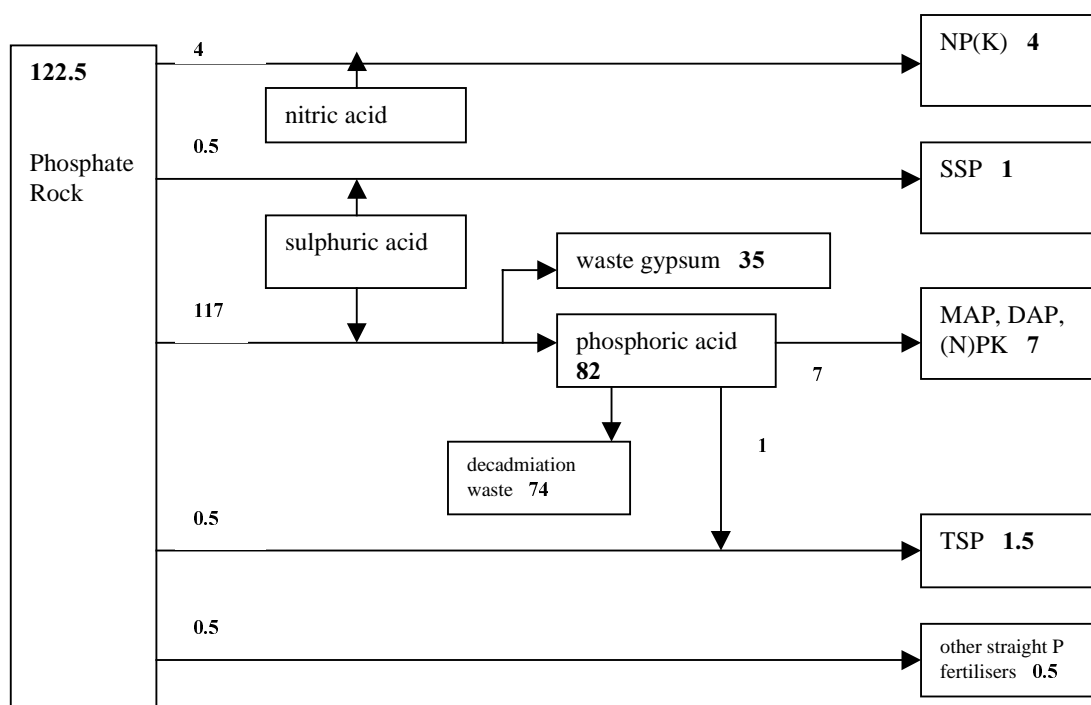 4
NP(K) 4
122.5
nitric acid
0.5
Phosphate
Rock
SSP 1
sulphuric acid
waste gypsum 35
117
MAP, DAP,
(N)PK 7
phosphoric acid
82
7
1
decadmiation
waste 74
0.5
TSP 1.5
0.5
other straight P
fertilisers 0.5